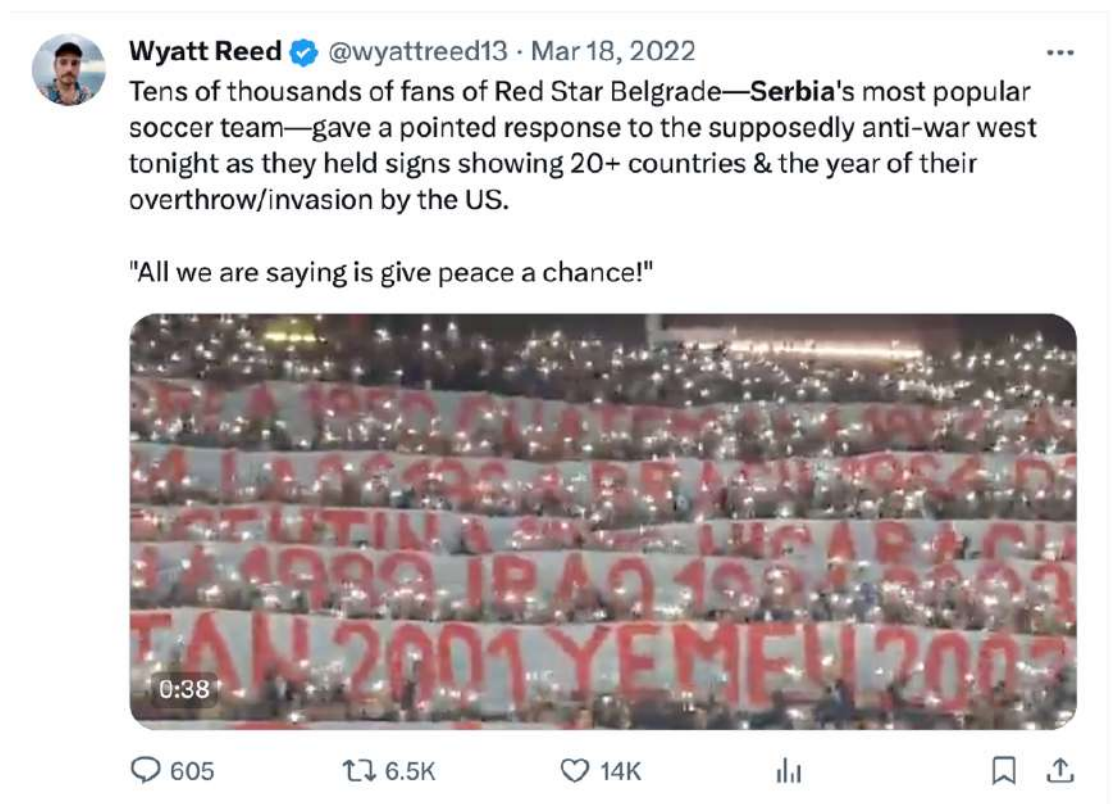 Wyatt Reed @wyattreed13 · Mar 18, 2022
Tens of thousands of fans of Red Star Belgrade—Serbia's most popular
soccer team—gave a pointed response to the supposedly anti-war west
tonight as they held signs showing 20+ countries & the year of their
overthrow/invasion by the US.
"All we are saying is give peace a chance!"
1989 IRAQ
TAN 2001 YEMEN 2002
0:38
605 6.5K 14K